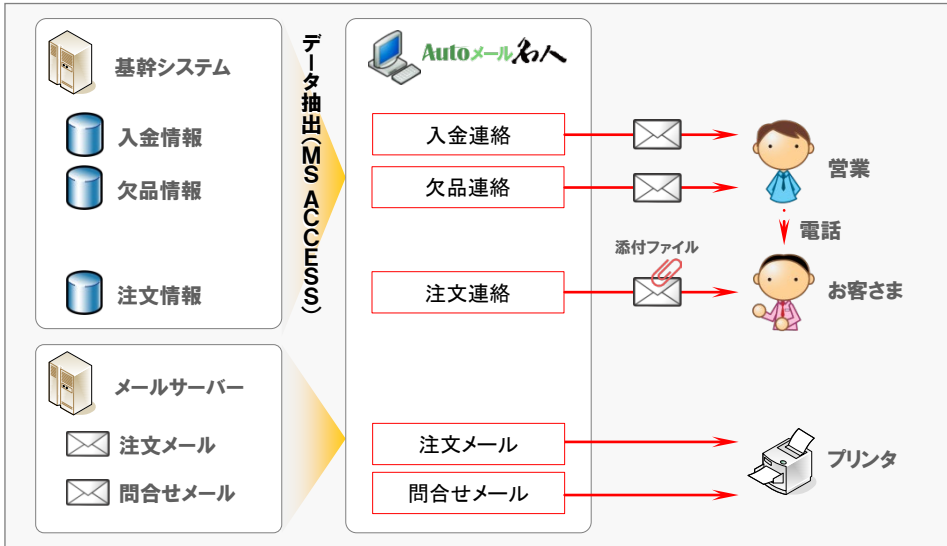 基幹システム
入金情報
欠品情報
注文情報
データ抽出(MS ACCESS)
Autoメール名人
入金連絡
欠品連絡
注文連絡
添付ファイル
営業
電話
お客さま
メールサーバー
注文メール
問合せメール
注文メール
問合せメール
プリンタ